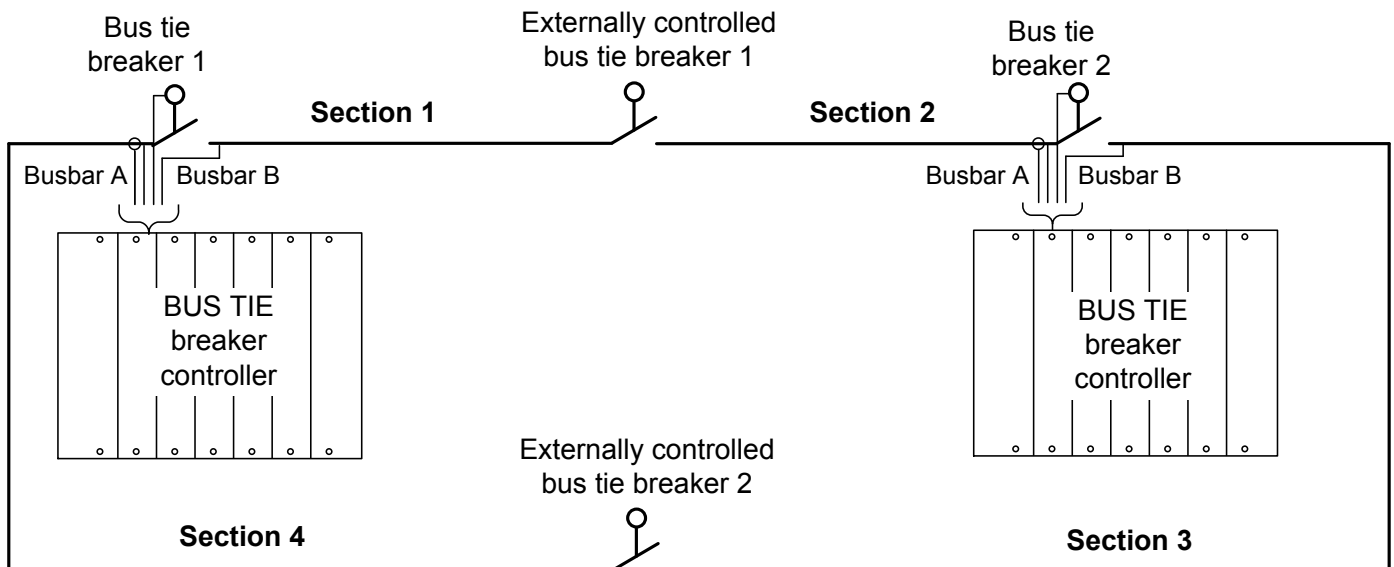 Bus tie
breaker 1
Externally controlled
bus tie breaker 1
Bus tie
breaker 2
Section 1
Section 2
Busbar A
Busbar B
Busbar A
Busbar B
BUS TIE
breaker
controller
BUS TIE
breaker
controller
Externally controlled
bus tie breaker 2
Section 4
Section 3